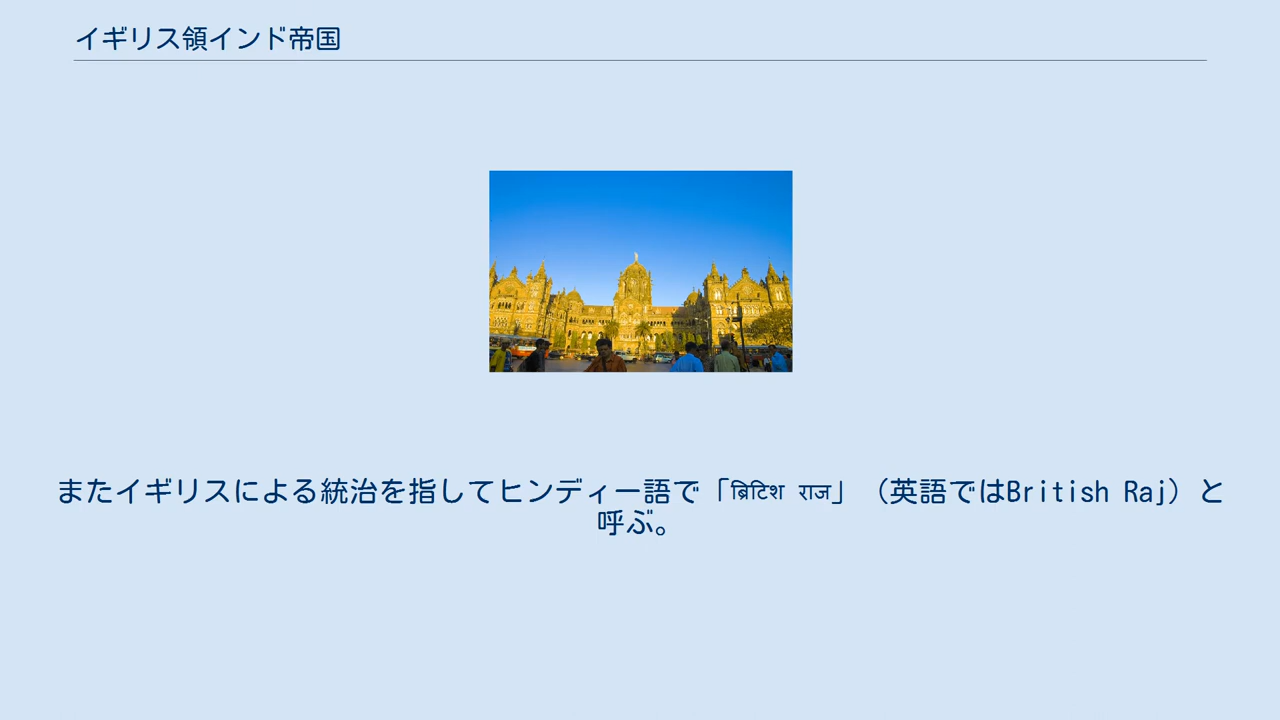 イギリス領インド帝国
またイギリスによる統治を指してヒンディー語で「ब्रिटिश राज」（英語ではBritish Raj）と
呼ぶ。